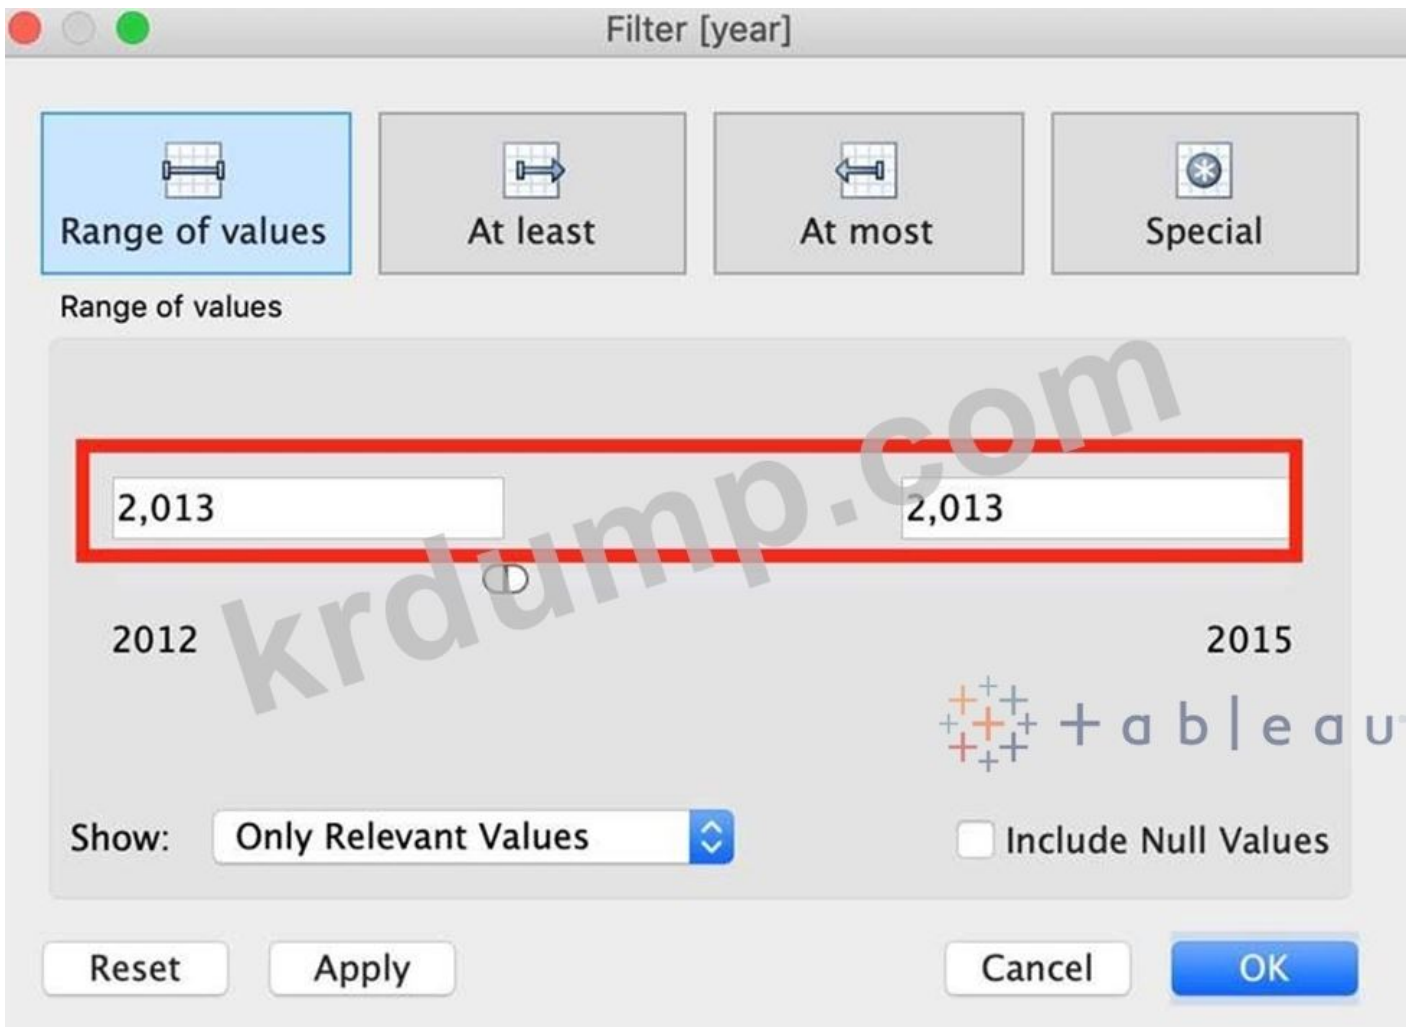 Filter [year]
Range of values
At least
At most
Special
Range of values
2,013
2,013
2012
2015
krdump.com
+ableau
Show:
Only Relevant Values
Include Null Values
Reset
Apply
Cancel
OK